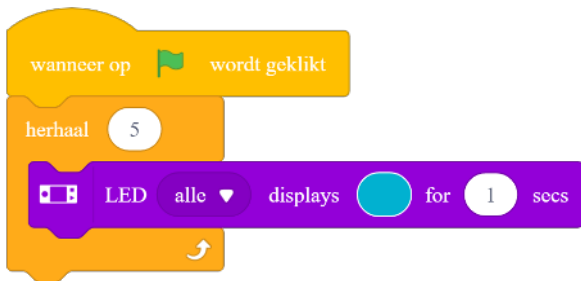 wanneer op wordt geklikt
herhaal 5
LED alle displays for 1 secs